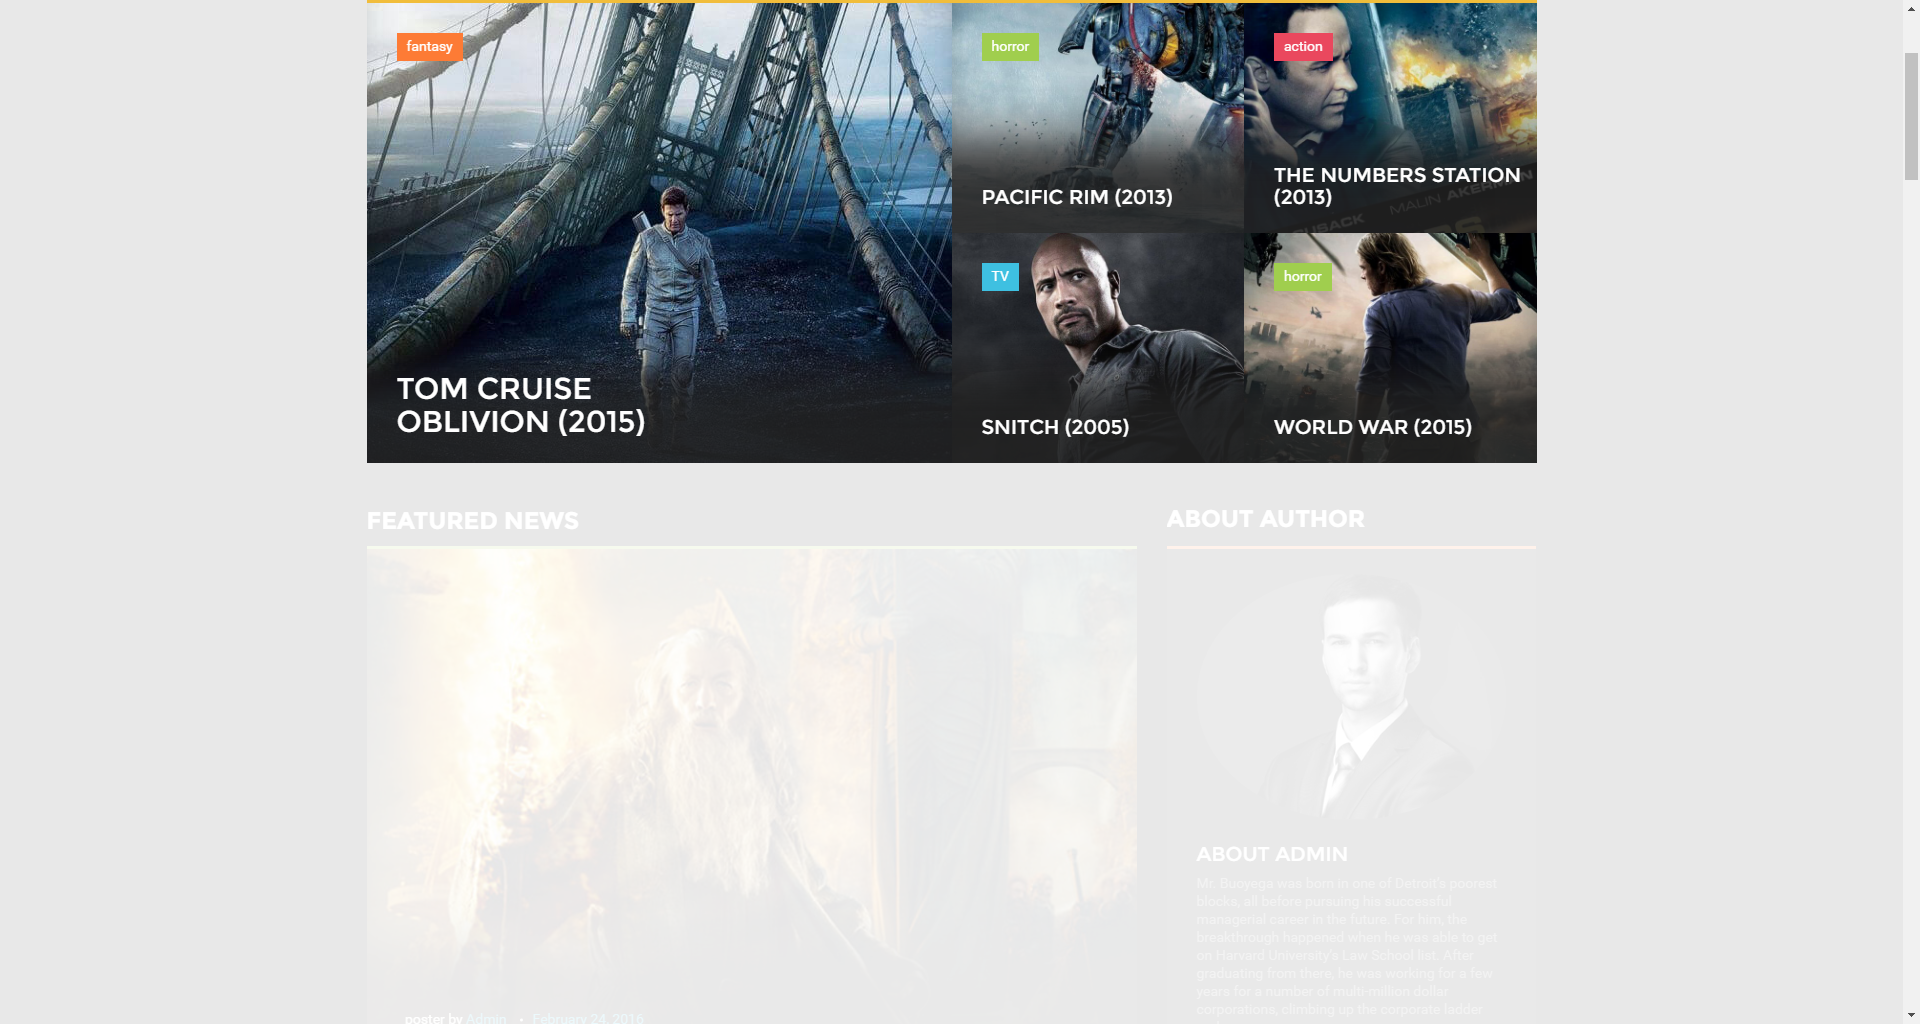 fantasy
TOM CRUISE
OBLIVION (2015)
horror
PACIFIC RIM (2013)
action
THE NUMBERS STATION
(2013)
CUSACK
MALIN AKERMAN
TV
SNITCH (2005)
horror
WORLD WAR (2015)
FEATURED NEWS
poster by Admin • February 24, 2016
ABOUT AUTHOR
ABOUT ADMIN
Mr. Buoyega was born in one of Detroit's poorest
blocks, all before pursuing his successful
managerial career in the future. For him, the
breakthrough happened when he was able to get
on Harvard University's Law School list. After
graduating from there, he was working for a few
years for a number of multi-million dollar
corporations, climbing up the corporate ladder